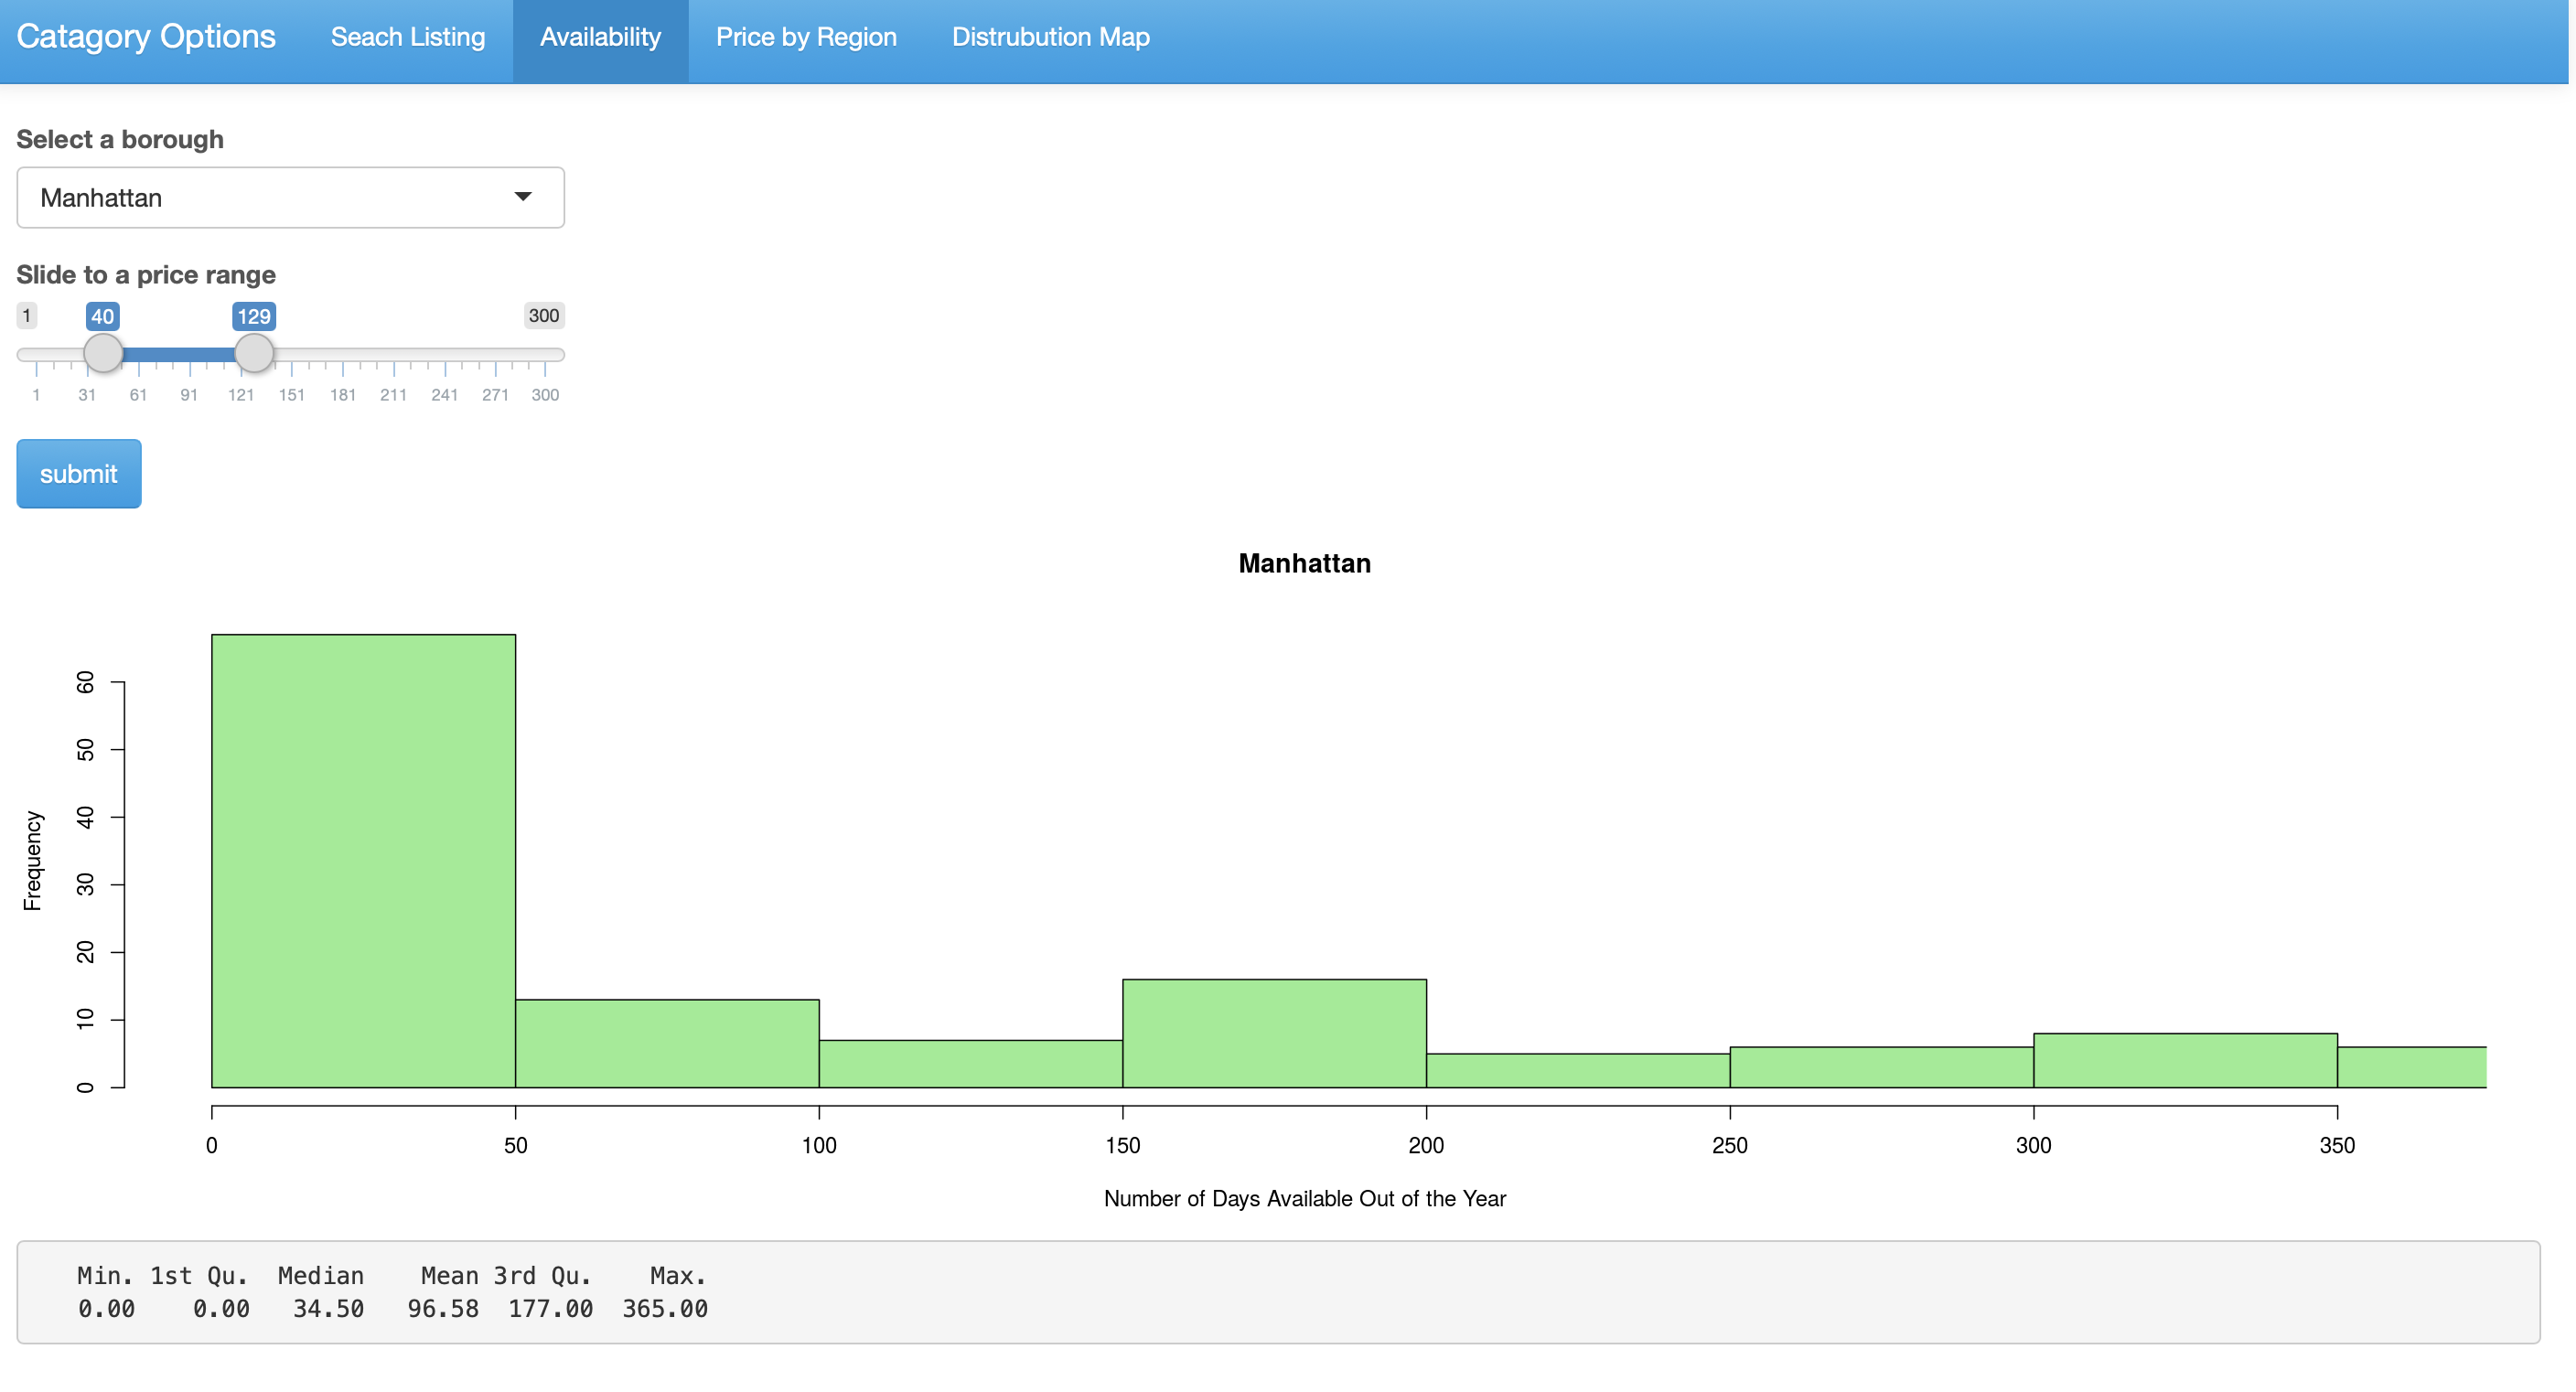 Catagory Options Seach Listing Availability Price by Region Distrubution Map
Select a borough
Manhattan
Slide to a price range
1 40 129 300
1 31 61 91 121 151 181 211 241 271 300
submit
Manhattan
Frequency
60
50
40
30
20
10
0
0 50 100 150 200 250 300 350
Number of Days Available Out of the Year
Min. 1st Qu. Median Mean 3rd Qu. Max.
0.00 0.00 34.50 96.58 177.00 365.00